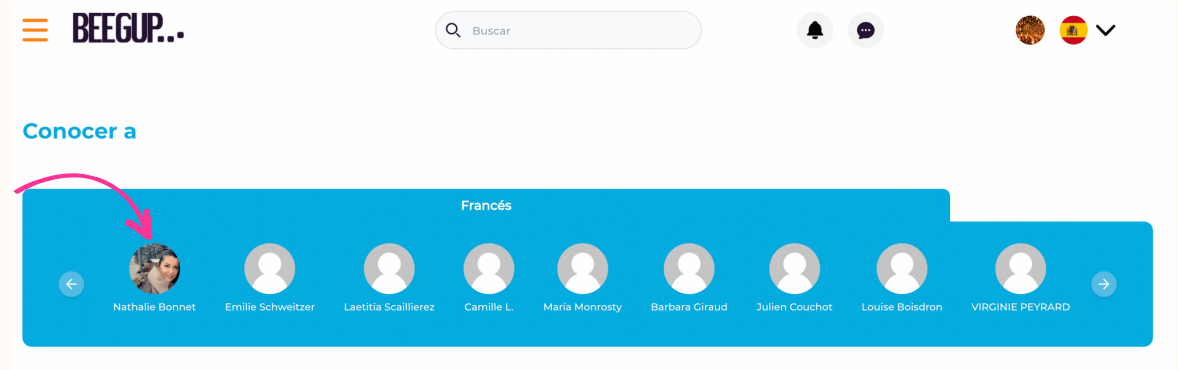 BEEGUP...
Buscar
Conocer a
Francés
Nathalie Bonnet Emilie Schweitzer Laetitia Scaillierez Camille L. María Monrosty Barbara Giraud Julien Couchot Louise Boisdron VIRGINIE PEYRARD